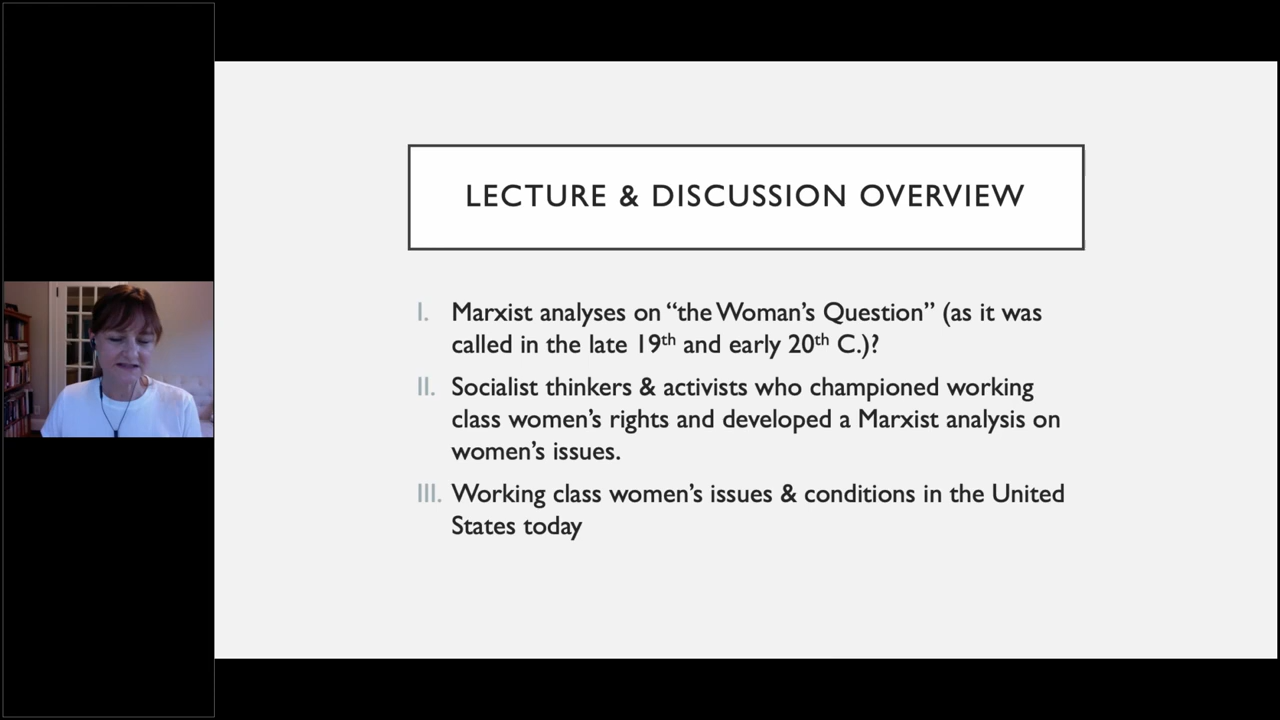 LECTURE & DISCUSSION OVERVIEW
I. Marxist analyses on “the Woman’s Question” (as it was
called in the late 19th and early 20th C.)?
II. Socialist thinkers & activists who championed working
class women’s rights and developed a Marxist analysis on
women’s issues.
III. Working class women’s issues & conditions in the United
States today